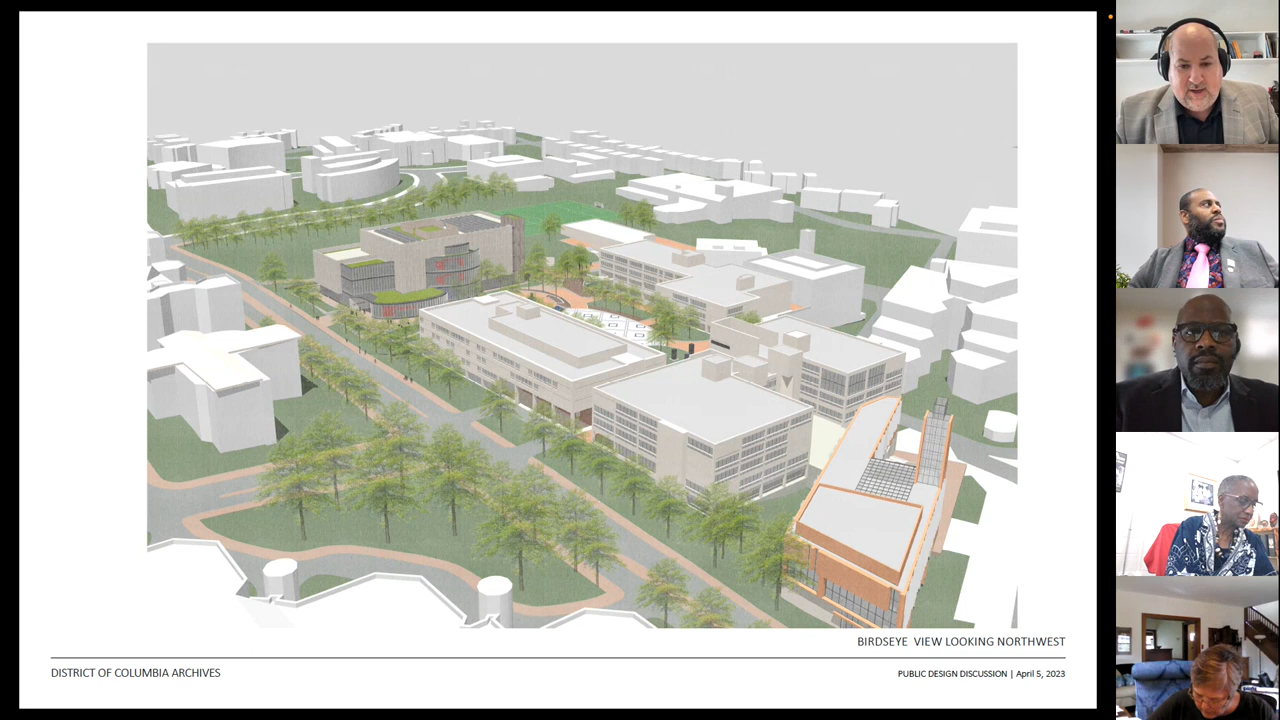 BIRDSEYE VIEW LOOKING NORTHWEST
DISTRICT OF COLUMBIA ARCHIVES
PUBLIC DESIGN DISCUSSION | April 5, 2023